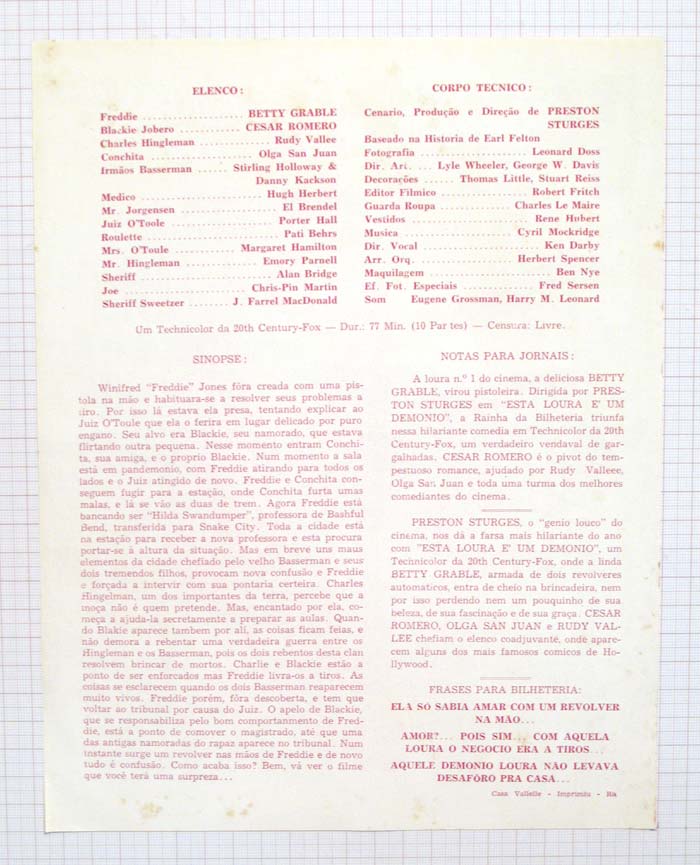 ELENCO:
Freddie .................. BETTY GRABLE
Blackie Jobero ............ CESAR ROMERO
Charles Hingleman .............. Rudy Vallee
Conchita ..................... Olga San Juan
Irmãos Basserman ...... Stirling Holloway &
Danny Kackson
Medico ..................... Hugh Herbert
Mr. Jorgensen .................. El Brendel
Juiz O'Toole .................. Porter Hall
Roulette ....................... Pati Behrs
Mrs. O'Toule ............ Margaret Hamilton
Mr. Hingleman ............... Emory Parnell
Sheriff ....................... Alan Bridge
Joe .................... Chris-Pin Martin
Sheriff Sweetzer ........ J. Farrel MacDonald
CORPO TECNICO:
Cenario, Produção e Direção de PRESTON
STURGES
Baseado na Historia de Earl Felton
Fotografia ................... Leonard Doss
Dir. Art. ... Lyle Wheeler, George W. Davis
Decorações ...... Thomas Little, Stuart Reiss
Editor Filmico ............... Robert Fritch
Guarda Roupa ............ Charles Le Maire
Vestidos ..................... Rene Hubert
Musica .................... Cyril Mockridge
Dir. Vocal ..................... Ken Darby
Arr. Orq. ................ Herbert Spencer
Maquilagem ..................... Ben Nye
Ef. Fot. Especiais ............. Fred Sersen
Som Eugene Grossman, Harry M. Leonard
Um Technicolor da 20th Century-Fox — Dur.: 77 Min. (10 Par tes) — Censura: Livre.
SINOPSE:
Winifred "Freddie" Jones fôra creada com uma pis-
tola na mão e habituara-se a resolver seus problemas a
tiro. Por isso lá estava ela presa, tentando explicar ao
Juiz O'Toule que ela o ferira em lugar delicado por puro
engano. Seu alvo era Blackie, seu namorado, que estava
flirtando outra pequena. Nesse momento entram Conchi-
ta, sua amiga, e o proprio Blackie. Num momento a sala
está em pandemonio, com Freddie atirando para todos os
lados e o Juiz atingido de novo. Freddie e Conchita con-
seguem fugir para a estação, onde Conchita furta umas
malas, e lá se vão as duas de trem. Agora Freddie está
bancando ser "Hilda Swandumper", professora de Bashful
Bend, transferida para Snake City. Toda a cidade está
na estação para receber a nova professora e esta procura
portar-se à altura da situação. Mas em breve uns maus
elementos da cidade chefiado pelo velho Basserman e seus
dois tremendos filhos, provocam nova confusão e Freddie
e forçada a intervir com sua pontaria certeira. Charles
Hingelman, um dos importantes da terra, percebe que a
moça não é quem pretende. Mas, encantado por ela, co-
meça a ajuda-la secretamente a preparar as aulas. Quan-
do Blakie aparece tambem por ali, as coisas ficam feias, e
não demora a rebentar uma verdadeira guerra entre os
Hingleman e os Basserman, pois os dois rebentos desta clan
resolvem brincar de mortos. Charlie e Blackie estão a
ponto de ser enforcados mas Freddie livra-os a tiros. As
coisas se esclarecem quando os dois Basserman reaparecem
muito vivos. Freddie porém, fôra descoberta, e tem que
voltar ao tribunal por causa do Juiz. O apelo de Blackie,
que se responsabiliza pelo bom comportanmento de Fred-
die, está a ponto de comover o magistrado, até que uma
das antigas namoradas do rapaz aparece no tribunal. Num
instante surge um revolver nas mãos de Freddie e de novo
tudo é confusão. Como acaba isso? Bem, vá ver o filme
que você terá uma surpreza...
NOTAS PARA JORNAIS:
A loura n.º 1 do cinema, a deliciosa BETTY
GRABLE, virou pistoleira. Dirigida por PRES-
TON STURGES em "ESTA LOURA E' UM
DEMONIO", a Rainha da Bilheteria triunfa
nessa hilariante comedia em Technicolor da 20th
Century-Fox, um verdadeiro vendaval de gar-
galhadas. CESAR ROMERO é o pivot do tem-
pestuoso romance, ajudado por Rudy Valleee,
Olga San Juan e toda uma turma dos melhores
comediantes do cinema.
PRESTON STURGES, o "genio louco" do
cinema, nos dá a farsa mais hilariante do ano
com "ESTA LOURA E' UM DEMONIO", um
Technicolor da 20th Century-Fox, onde a linda
BETTY GRABLE, armada de dois revolveres
automaticos, entra de cheio na brincadeira, nem
por isso perdendo nem um pouquinho de sua
beleza, de sua fascinação e de sua graça. CESAR
ROMERO, OLGA SAN JUAN e RUDY VAL-
LEE chefiam o elenco coadjuvante, onde apare-
cem alguns dos mais famosos comicos de Ho-
llywood.
FRASES PARA BILHETERIA:
ELA SÓ SABIA AMAR COM UM REVOLVER
NA MÃO...
AMOR?... POIS SIM... COM AQUELA
LOURA O NEGOCIO ERA A TIROS...
AQUELE DEMONIO LOURA NÃO LEVAVA
DESAFÔRO PRA CASA...
Casa Vallelle - Imprimiu - Ria